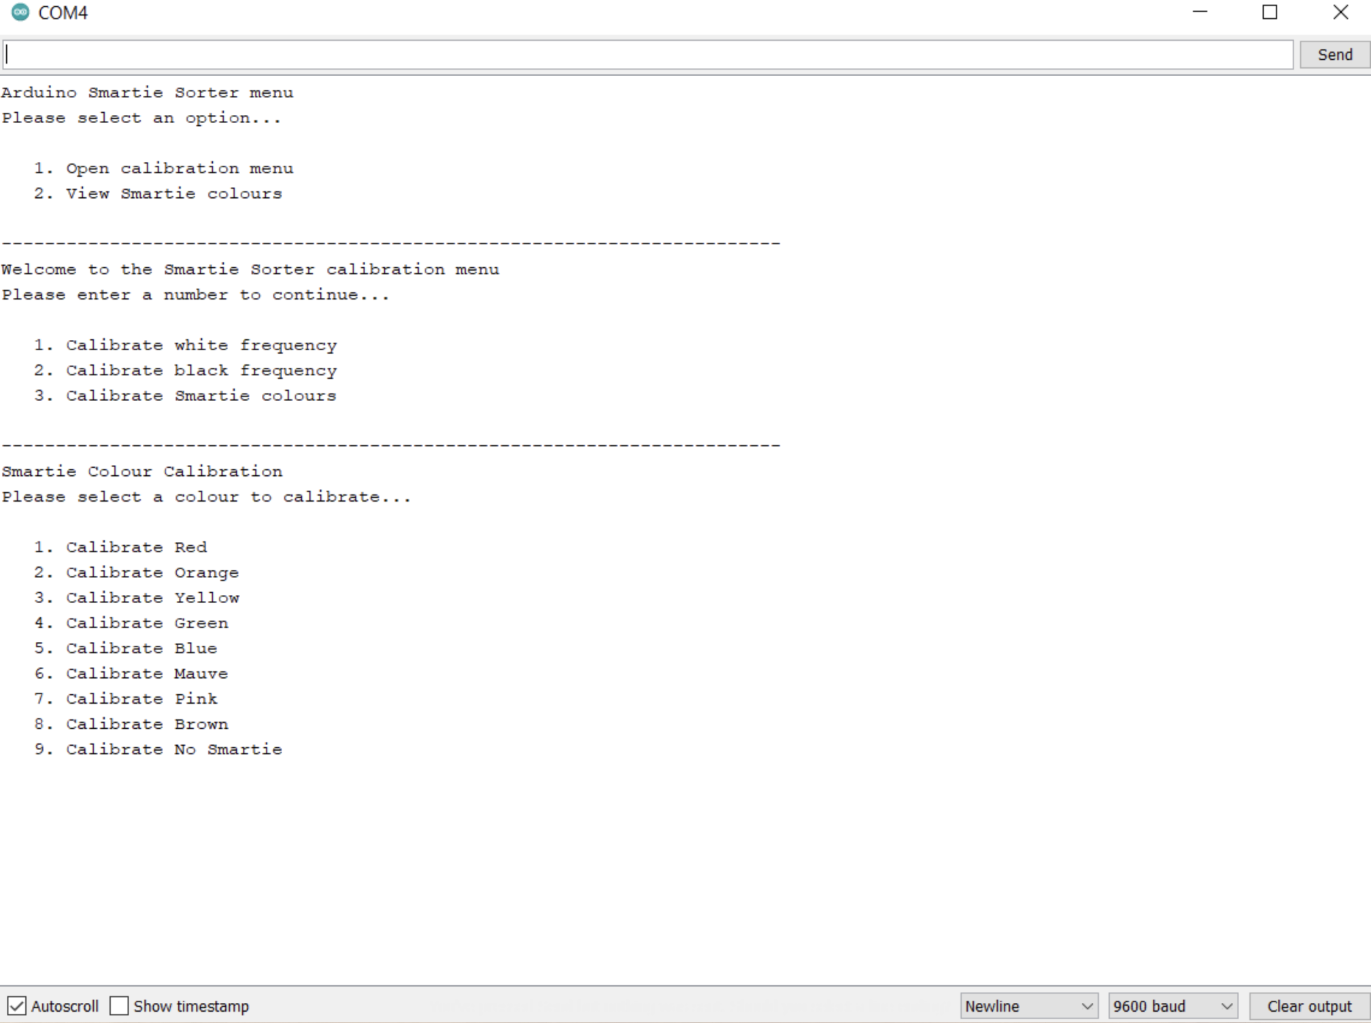 COM4
Send
Arduino Smartie Sorter menu
Please select an option...
1. Open calibration menu
2. View Smartie colours
------------------------------------------------------------------------
Welcome to the Smartie Sorter calibration menu
Please enter a number to continue...
1. Calibrate white frequency
2. Calibrate black frequency
3. Calibrate Smartie colours
------------------------------------------------------------------------
Smartie Colour Calibration
Please select a colour to calibrate...
1. Calibrate Red
2. Calibrate Orange
3. Calibrate Yellow
4. Calibrate Green
5. Calibrate Blue
6. Calibrate Mauve
7. Calibrate Pink
8. Calibrate Brown
9. Calibrate No Smartie
Autoscroll Show timestamp Newline 9600 baud Clear output